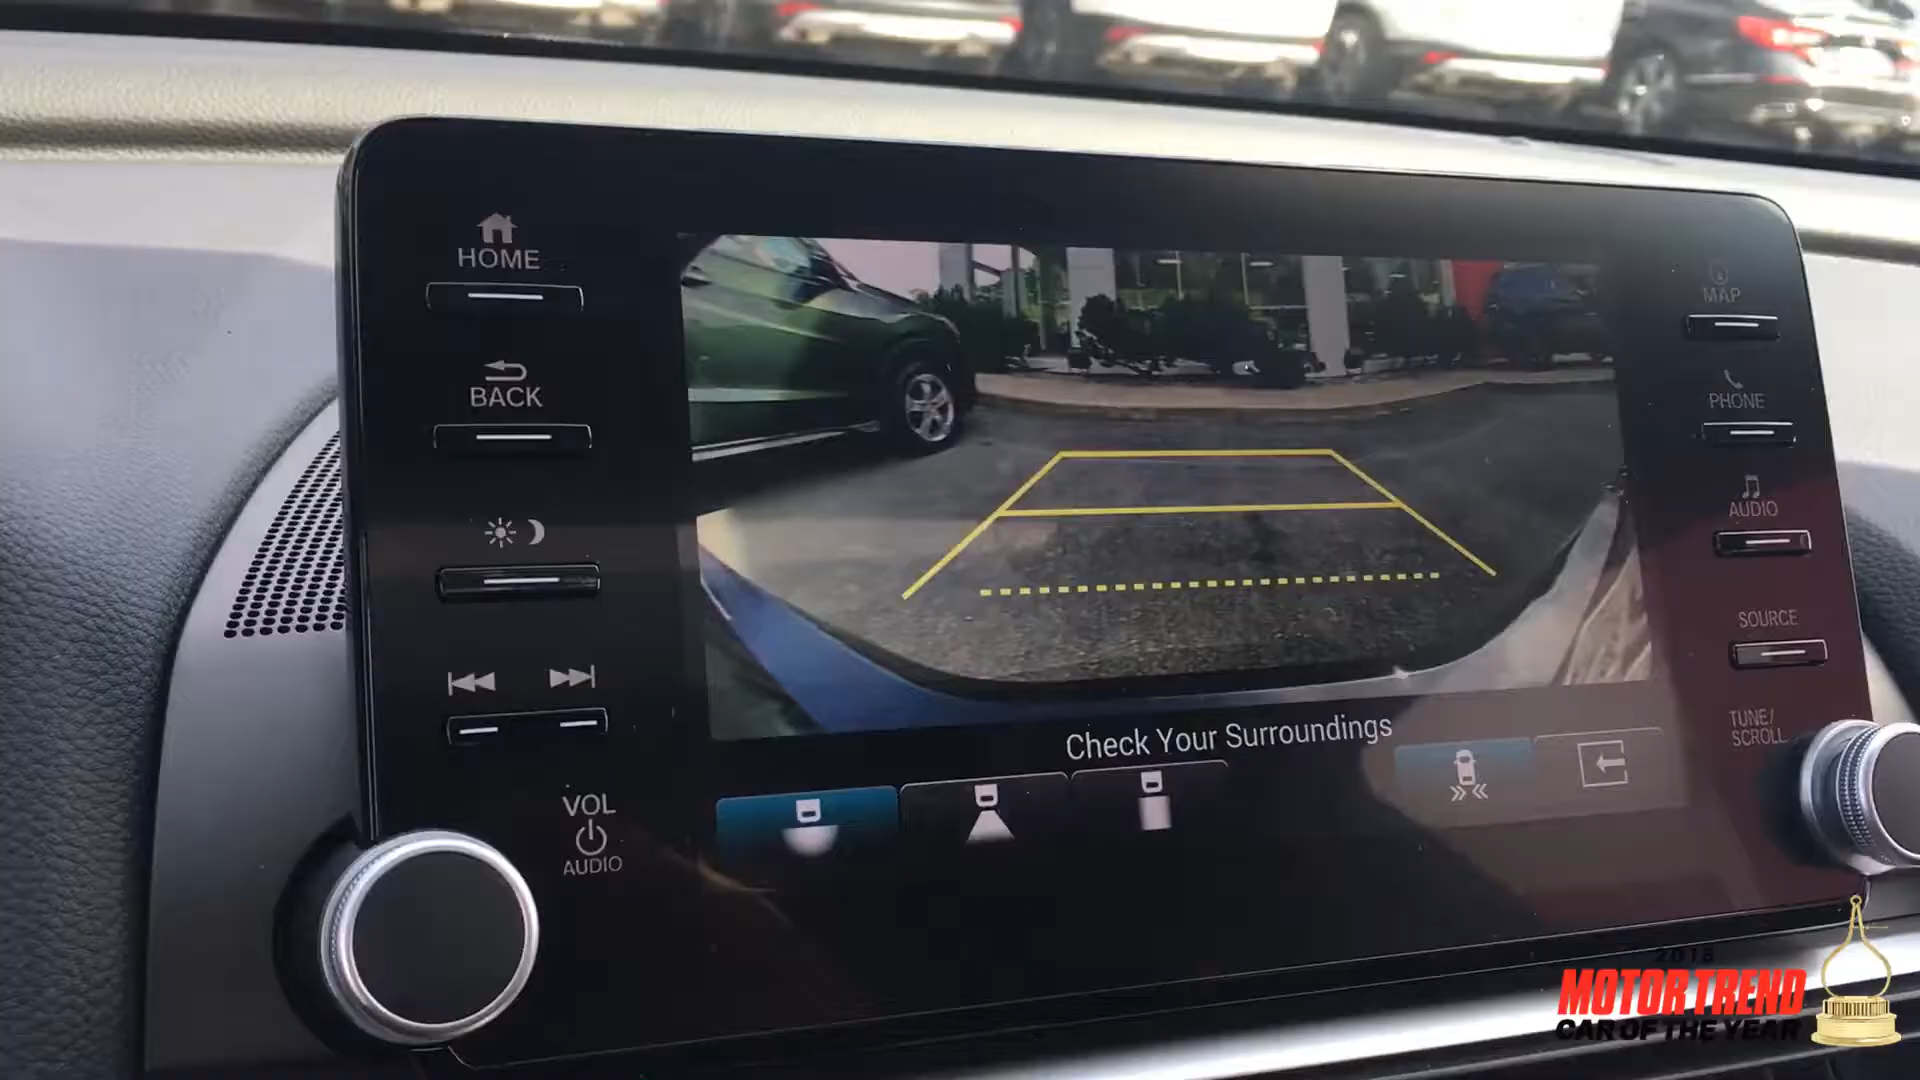 HOME
BACK
VOL
AUDIO
Check Your Surroundings
MAP
PHONE
AUDIO
SOURCE
TUNE/
SCROLL
2018
MOTOR TREND
CAR OF THE YEAR